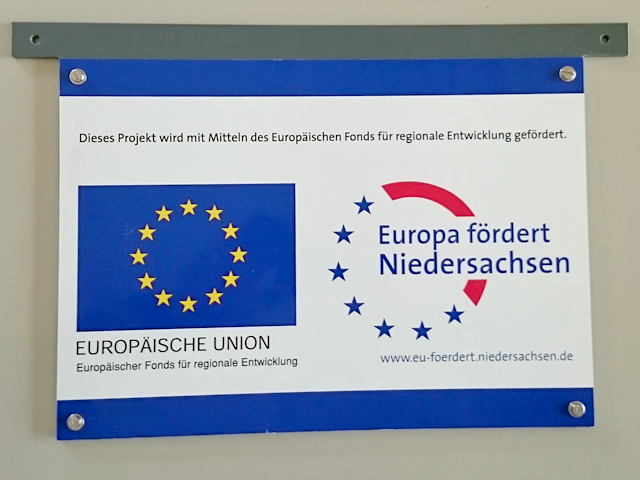 Dieses Projekt wird mit Mitteln des Europäischen Fonds für regionale Entwicklung gefördert.
EUROPÄISCHE UNION
Europäischer Fonds für regionale Entwicklung
Europa fördert
Niedersachsen
www.eu-foerdert.niedersachsen.de